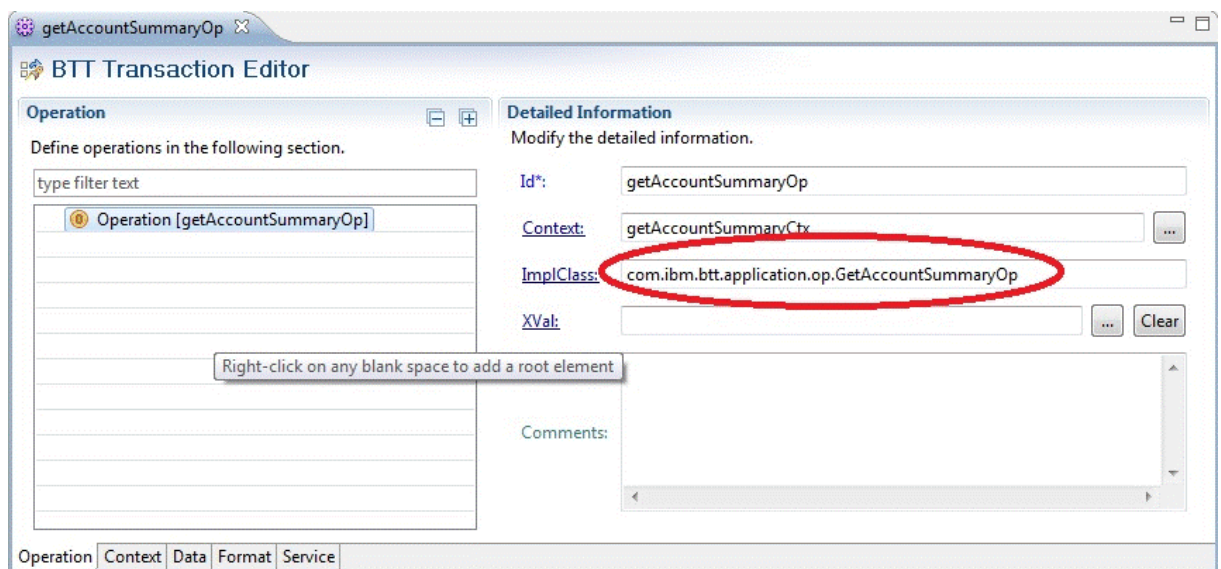 getAccountSummaryOp
BTT Transaction Editor
Operation
Define operations in the following section.
type filter text
Operation [getAccountSummaryOp]
Right-click on any blank space to add a root element
Detailed Information
Modify the detailed information.
Id*: getAccountSummaryOp
Context: getAccountSummaryCtx ...
ImplClass: com.ibm.btt.application.op.GetAccountSummaryOp
XVal: ... Clear
Comments:
Operation Context Data Format Service